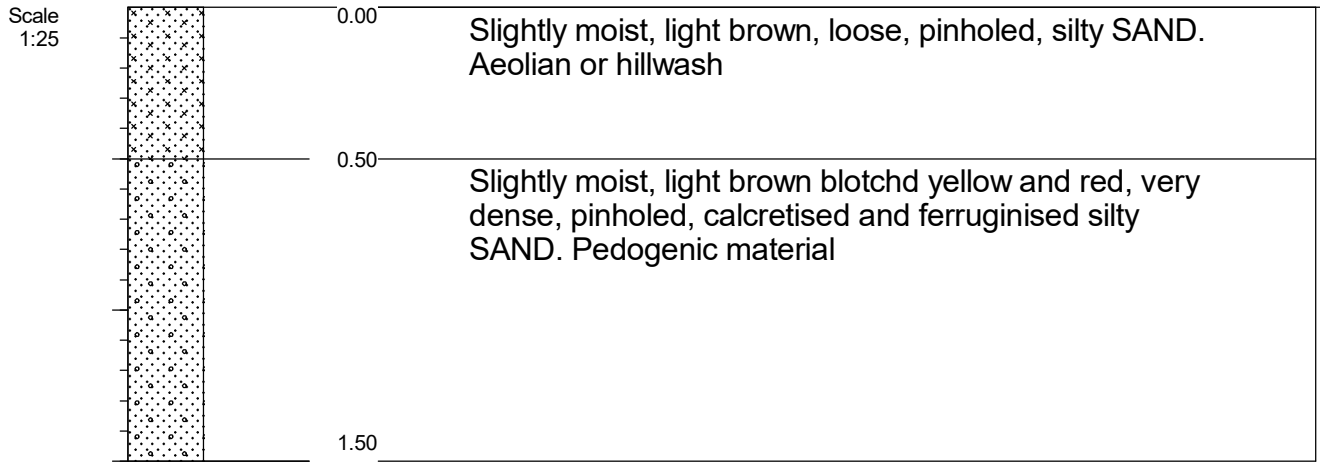 Scale
1:25
0.00
Slightly moist, light brown, loose, pinholed, silty SAND.
Aeolian or hillwash
0.50
Slightly moist, light brown blotchd yellow and red, very
dense, pinholed, calcretised and ferruginised silty
SAND. Pedogenic material
1.50